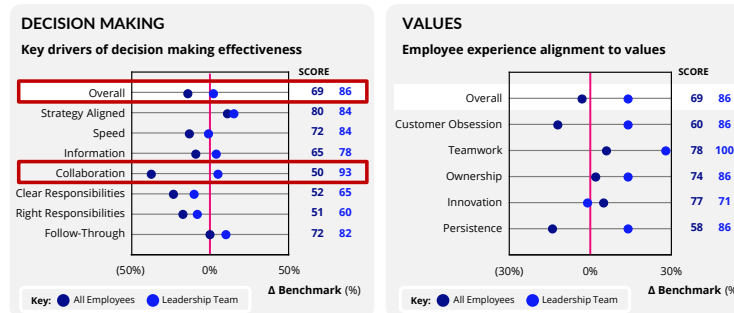 DECISION MAKING
Key drivers of decision making effectiveness
SCORE
Overall 69 86
Strategy Aligned 80 84
Speed 72 84
Information 65 78
Collaboration 50 93
Clear Responsibilities 52 65
Right Responsibilities 51 60
Follow-Through 72 82
(50%) 0% 50%
Δ Benchmark (%)
Key: All Employees Leadership Team
VALUES
Employee experience alignment to values
SCORE
Overall 69 86
Customer Obsession 60 86
Teamwork 78 100
Ownership 74 86
Innovation 77 71
Persistence 58 86
(30%) 0% 30%
Δ Benchmark (%
Key: All Employees Leadership Team